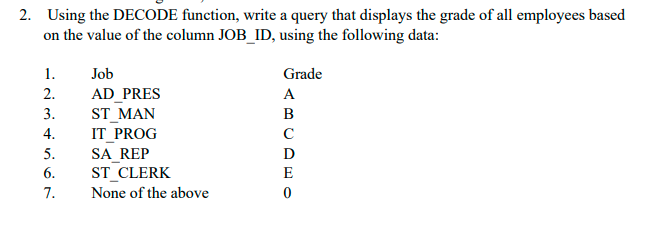 2. Using the DECODE function, write a query that displays the grade of all employees based
on the value of the column JOB_ID, using the following data:
1. Job Grade
2. AD_PRES A
3. ST_MAN B
4. IT_PROG C
5. SA_REP D
6. ST_CLERK E
7. None of the above 0